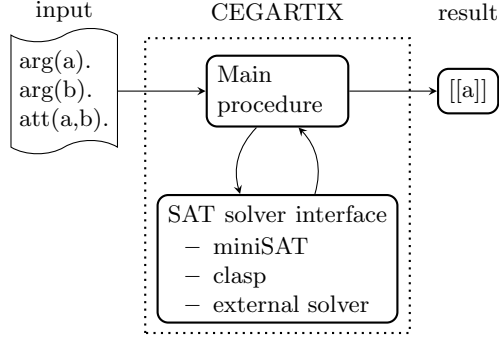 input
CEGARTIX
result
arg(a).
arg(b).
att(a,b).
Main
procedure
[[a]]
SAT solver interface
– miniSAT
– clasp
– external solver